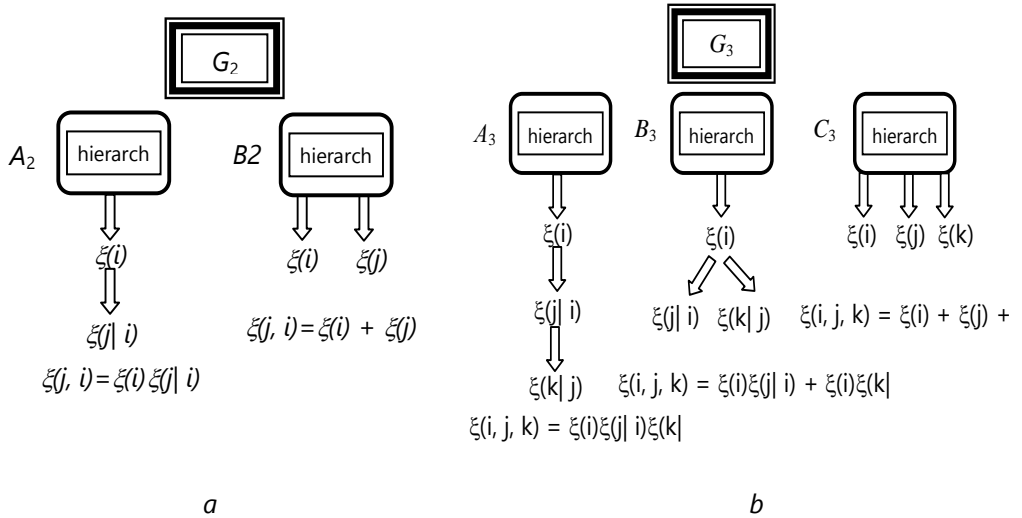 G₂
A₂
hierarch
B2
hierarch
ξ(i)
ξ(i)
ξ(j)
ξ(j| i)
ξ(j, i)=ξ(i) + ξ(j)
ξ(j, i)=ξ(i)ξ(j| i)
a
G₃
A₃
hierarch
B₃
hierarch
C₃
hierarch
ξ(i)
ξ(i)
ξ(i)
ξ(j)
ξ(k)
ξ(j| i)
ξ(j| i)
ξ(k| j)
ξ(i, j, k) = ξ(i) + ξ(j) +
ξ(k| j)
ξ(i, j, k) = ξ(i)ξ(j| i) + ξ(i)ξ(k|
ξ(i, j, k) = ξ(i)ξ(j| i)ξ(k|
b